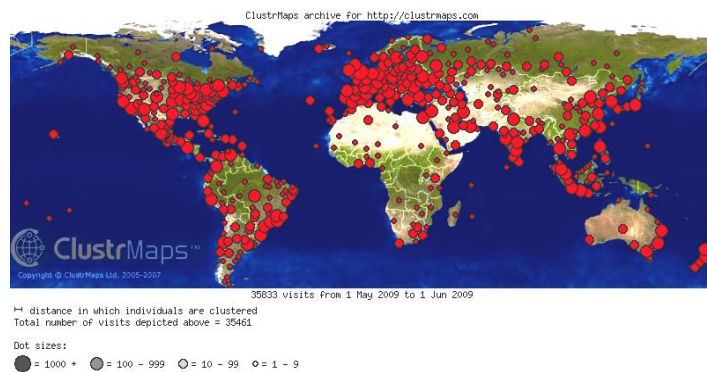 ClustrMaps archive for http://clustrmaps.com
ClustrMaps™
Copyright © ClustrMaps Ltd. 2005-2007
35833 visits from 1 May 2009 to 1 Jun 2009
distance in which individuals are clustered
Total number of visits depicted above = 35461
Dot sizes:
= 1000 + = 100 - 999 = 10 - 99 = 1 - 9